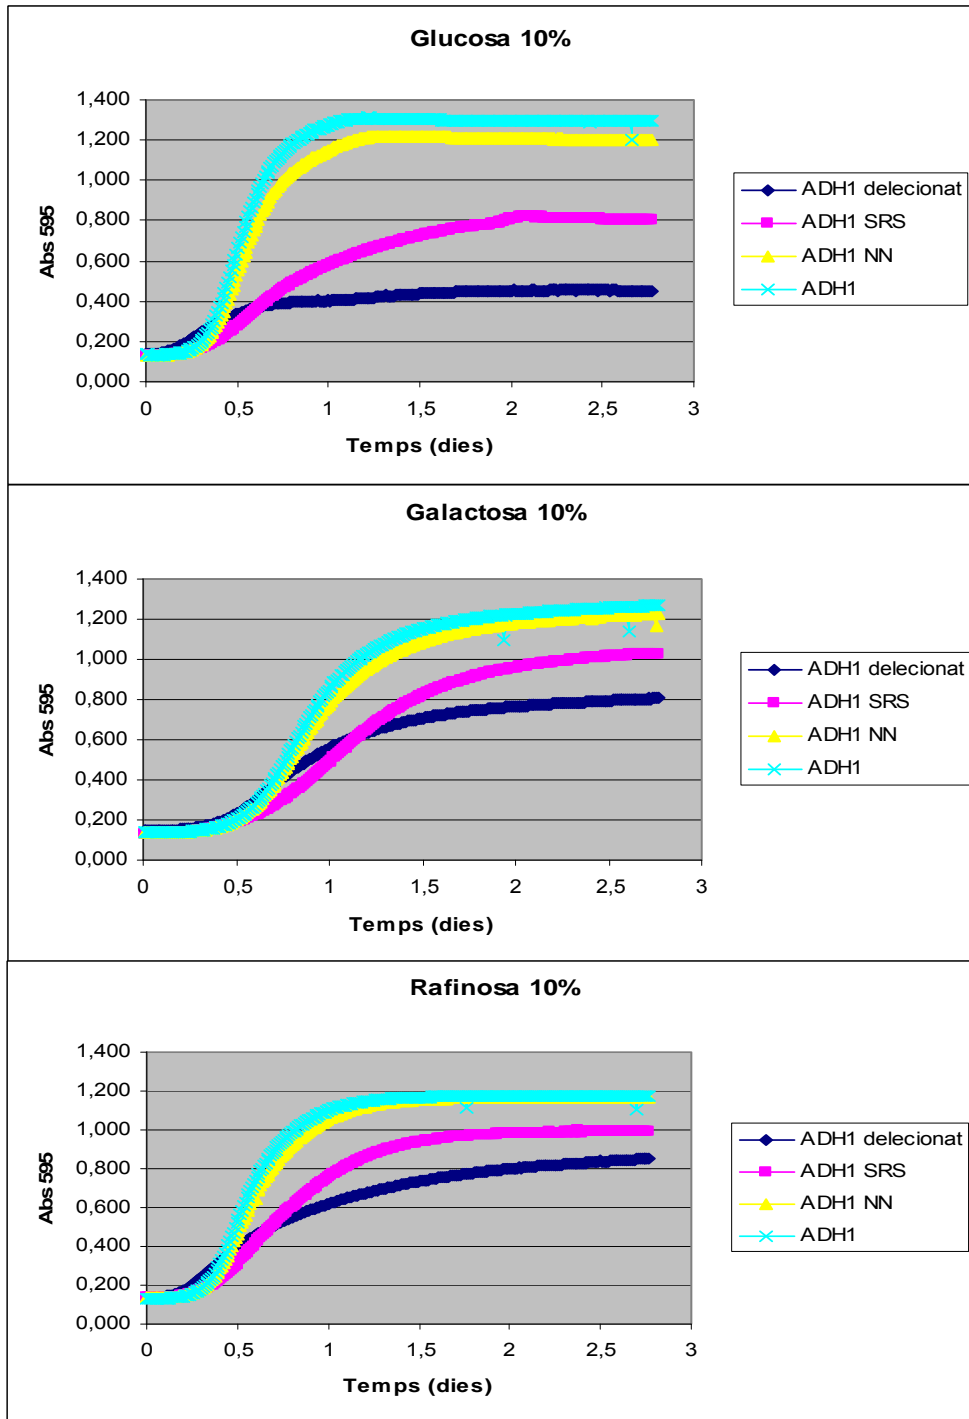 Glucosa 10%
1,400
1,200
1,000
0,800
0,600
0,400
0,200
0,000
Abs 595
0 0,5 1 1,5 2 2,5 3
Temps (dies)
ADH1 delecionat
ADH1 SRS
ADH1 NN
ADH1
Galactosa 10%
1,400
1,200
1,000
0,800
0,600
0,400
0,200
0,000
Abs 595
0 0,5 1 1,5 2 2,5 3
Temps (dies)
ADH1 delecionat
ADH1 SRS
ADH1 NN
ADH1
Rafinosa 10%
1,400
1,200
1,000
0,800
0,600
0,400
0,200
0,000
Abs 595
0 0,5 1 1,5 2 2,5 3
Temps (dies)
ADH1 delecionat
ADH1 SRS
ADH1 NN
ADH1